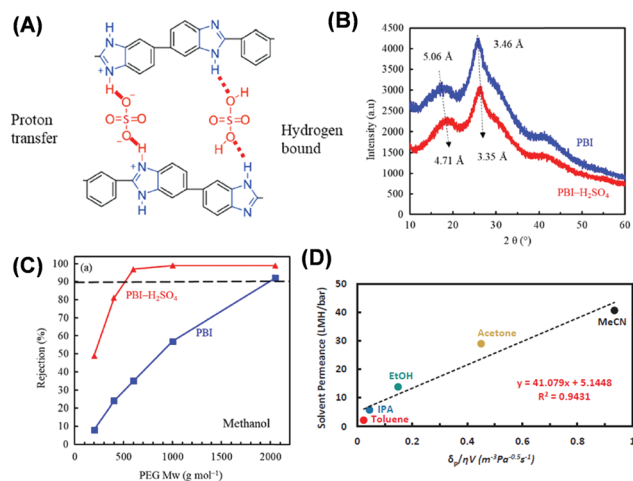 (A)
N
N
H
N
N
+
H
N
H
H
O
−
O
S
O
O
−
H
O
H
O
S
O
H
O
Proton
transfer
Hydrogen
bound
H
N
+
N
H
H
N
N
(B)
4500
4000
3500
3000
2500
2000
1500
1000
500
0
Intensity (a.u)
5.06 Å
3.46 Å
4.71 Å
3.35 Å
PBI
PBI–H₂SO₄
10 20 30 40 50 60
2 θ (°)
(C)
(a)
100
90
80
70
60
50
40
30
20
10
0
Rejection (%)
PBI–H₂SO₄
PBI
Methanol
0 500 1000 1500 2000
PEG Mw (g mol⁻¹)
(D)
50
40
30
20
10
0
Solvent Permeance (LMH/bar)
MeCN
Acetone
EtOH
IPA
Toluene
y = 41.079x + 5.1448
R² = 0.9431
0 0.2 0.4 0.6 0.8 1
δₚ/ηV (m⁻³Pa⁻⁰·⁵s⁻¹)